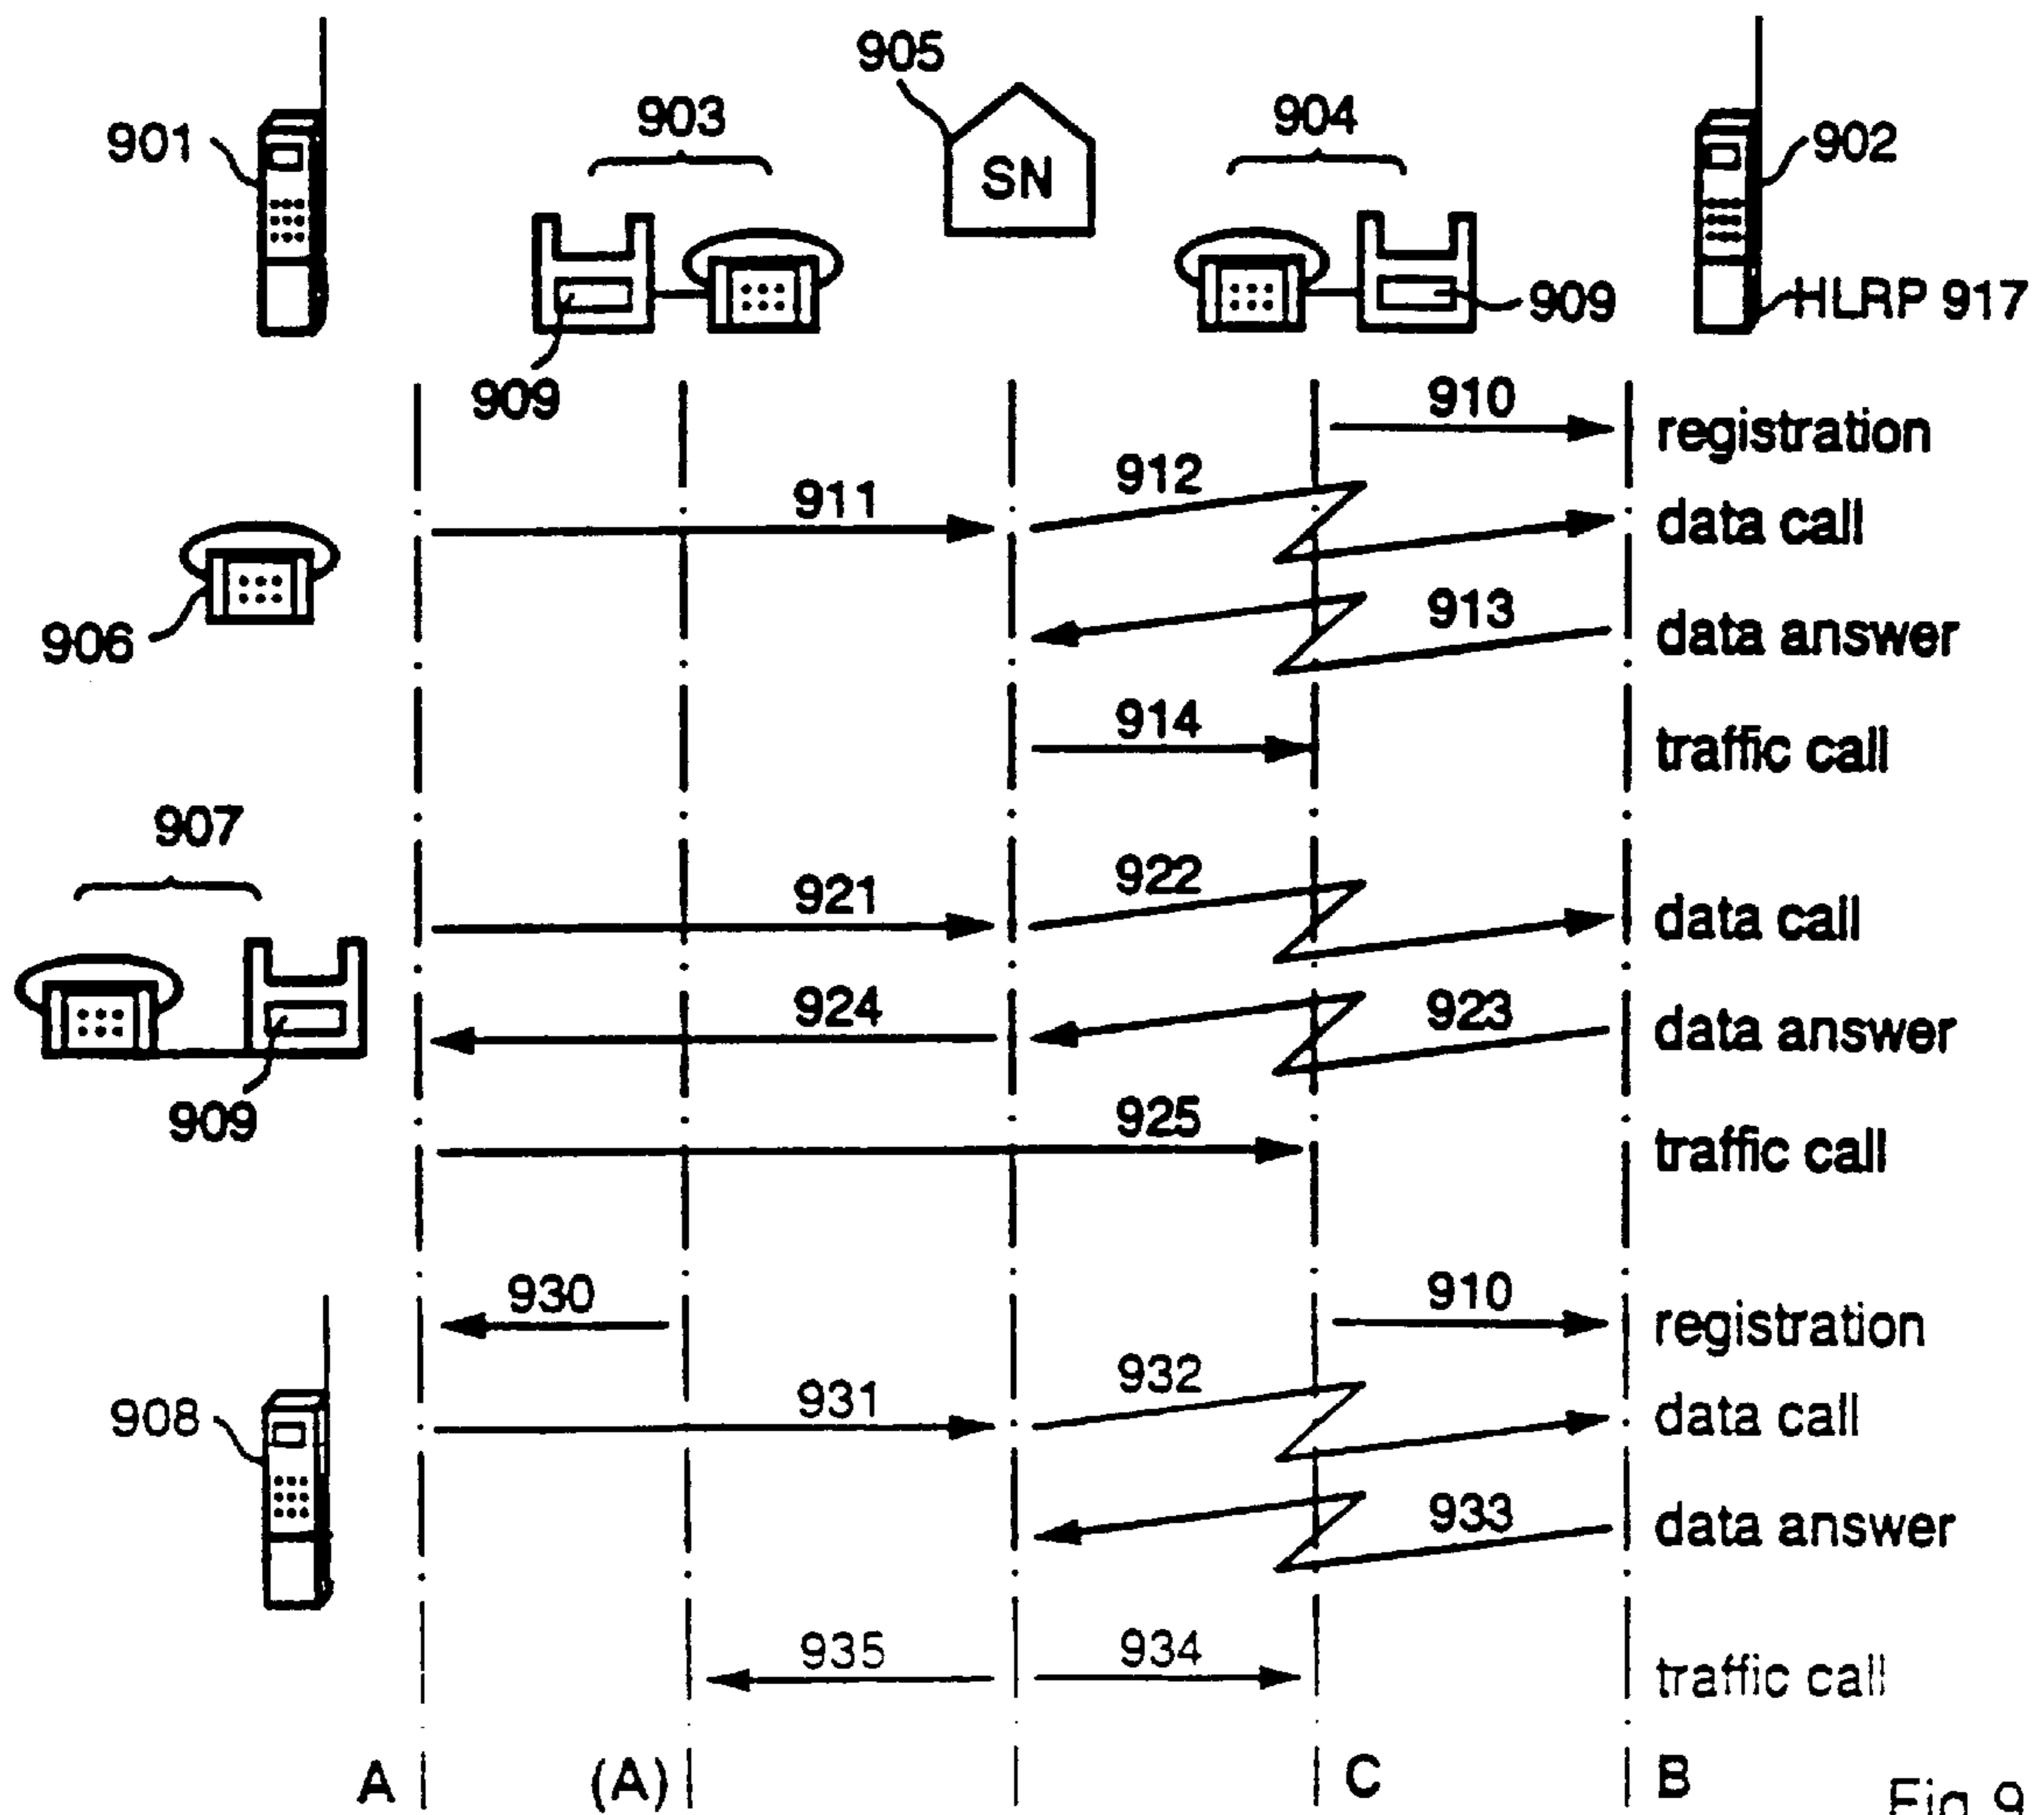 905
903
904
901
SN
902
909
HLRP 917
909
910
registration
912
911
data call
906
913
data answer
914
traffic call
907
921
922
data call
924
923
data answer
909
925
traffic call
930
910
registration
908
931
932
data call
933
data answer
935
934
traffic call
A
(A)
C
B
Fig 9